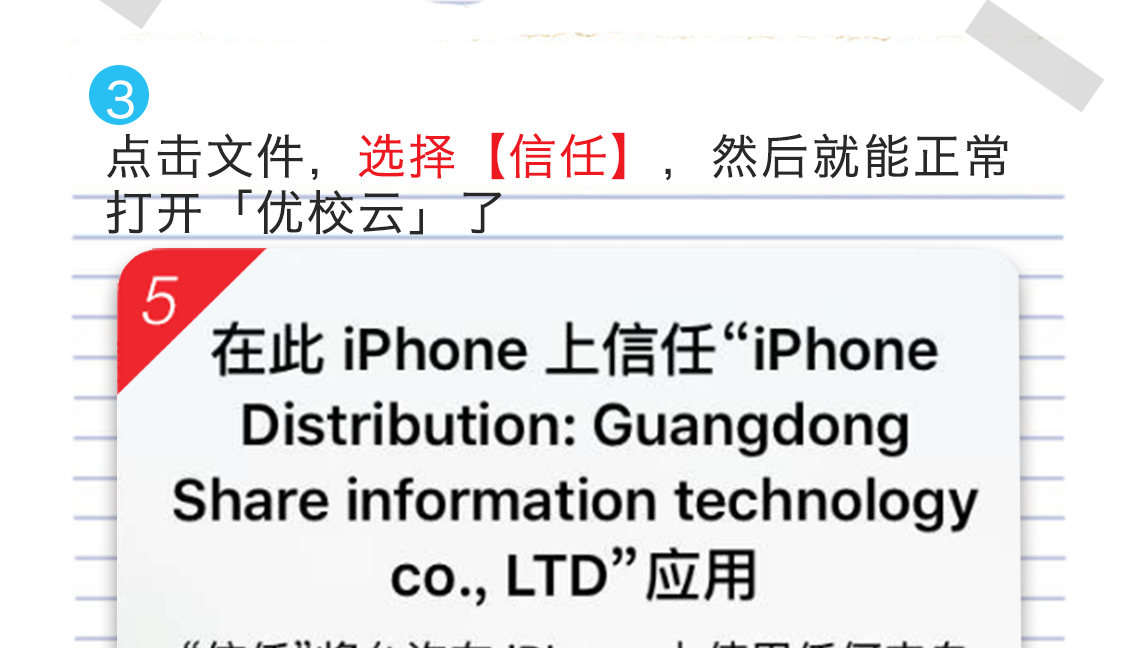 3
点击文件，选择【信任】，然后就能正常
打开「优校云」了
5
在此 iPhone 上信任“iPhone
Distribution: Guangdong
Share information technology
co., LTD”应用